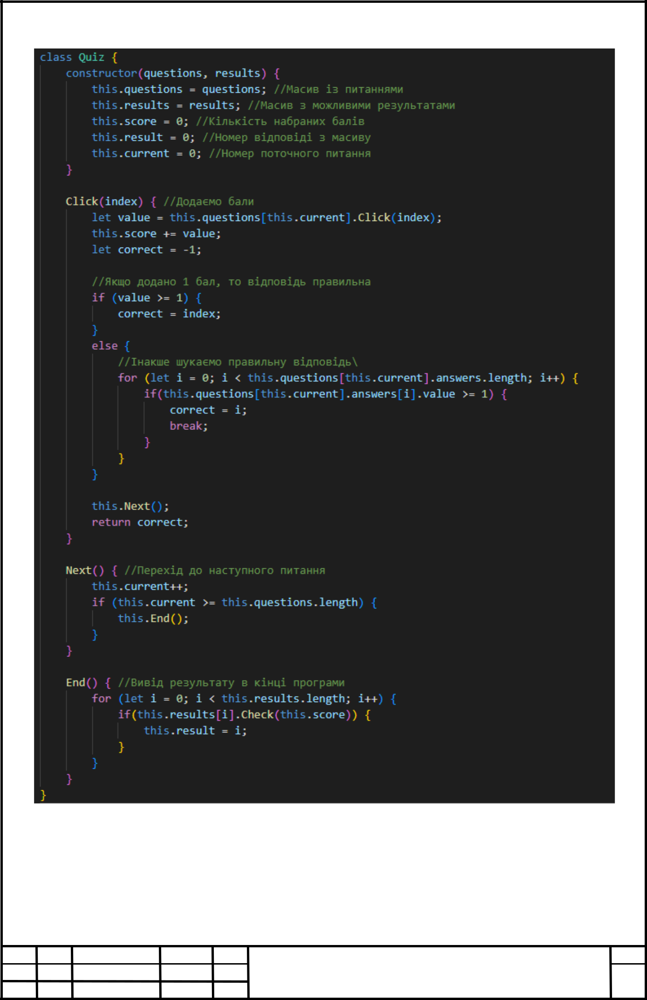 class Quiz {
    constructor(questions, results) {
        this.questions = questions; //Масив із питаннями
        this.results = results; //Масив з можливими результатами
        this.score = 0; //Кількість набраних балів
        this.result = 0; //Номер відповіді з масиву
        this.current = 0; //Номер поточного питання
    }
    Click(index) { //Додаємо бали
        let value = this.questions[this.current].Click(index);
        this.score += value;
        let correct = -1;
        //Якщо додано 1 бал, то відповідь правильна
        if (value >= 1) {
            correct = index;
        }
        else {
            //Інакше шукаємо правильну відповідь\
            for (let i = 0; i < this.questions[this.current].answers.length; i++) {
                if(this.questions[this.current].answers[i].value >= 1) {
                    correct = i;
                    break;
                }
            }
        }
        this.Next();
        return correct;
    }
    Next() { //Перехід до наступного питання
        this.current++;
        if (this.current >= this.questions.length) {
            this.End();
        }
    }
    End() { //Вивід результату в кінці програми
        for (let i = 0; i < this.results.length; i++) {
            if(this.results[i].Check(this.score)) {
                this.result = i;
            }
        }
    }
}